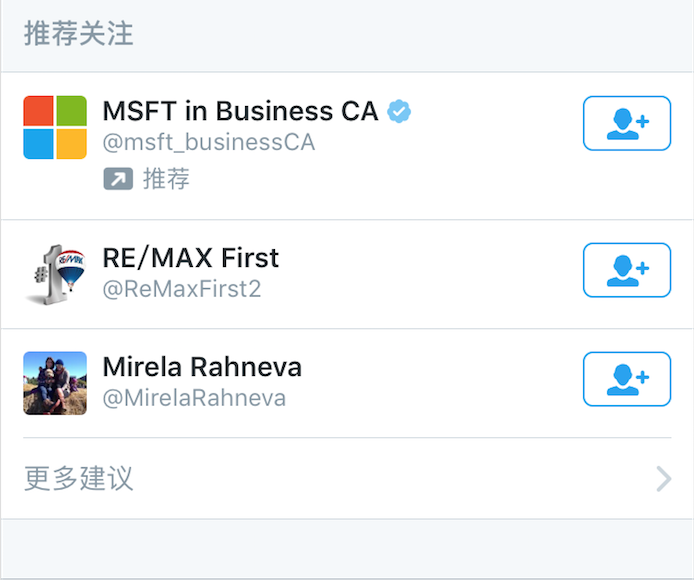 推荐关注
MSFT in Business CA
@msft_businessCA
推荐
RE/MAX First
@ReMaxFirst2
Mirela Rahneva
@MirelaRahneva
更多建议